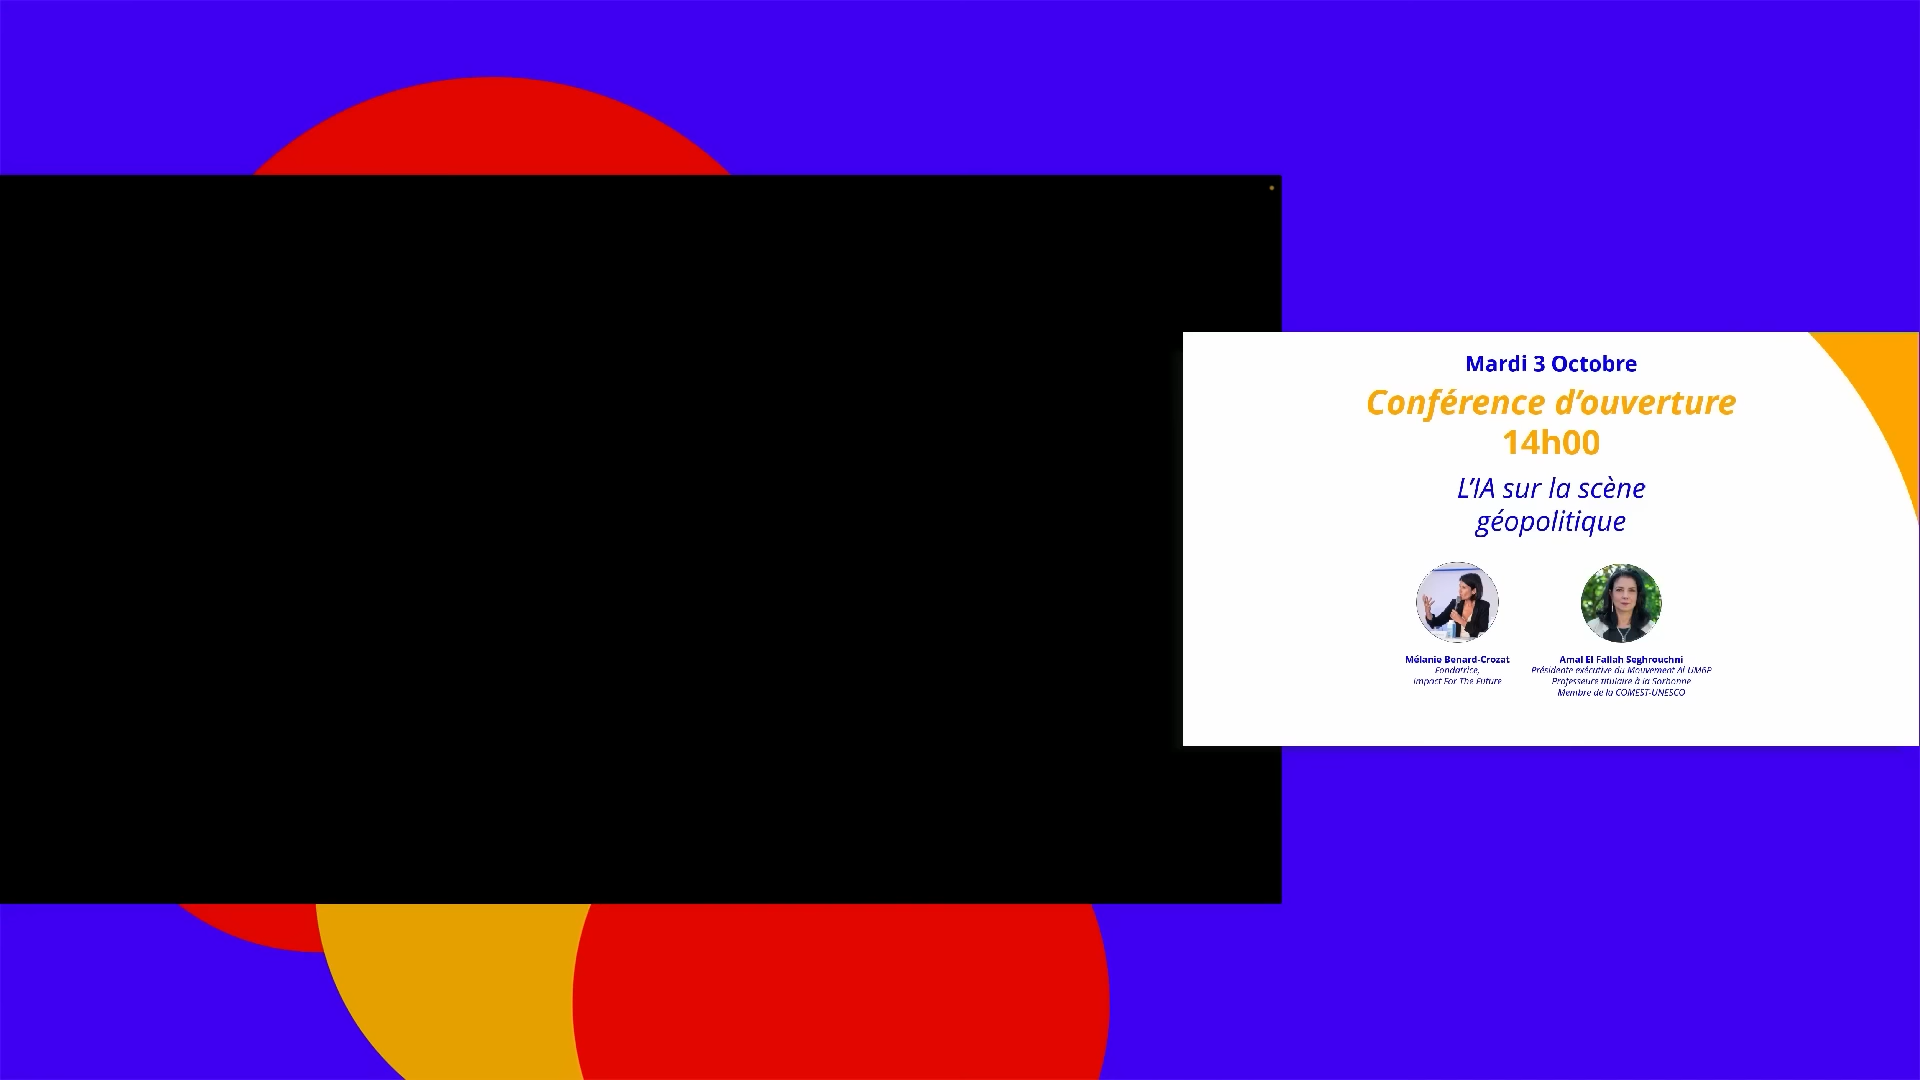 Mardi 3 Octobre
Conférence d’ouverture
14h00
L’IA sur la scène
géopolitique
Mélanie Benard-Crozat
Fondatrice,
Impact For The Future
Amal El Fallah Seghrouchni
Présidente exécutive du Mouvement AI UM6P
Professeure titulaire à la Sorbonne
Membre de la COMEST-UNESCO